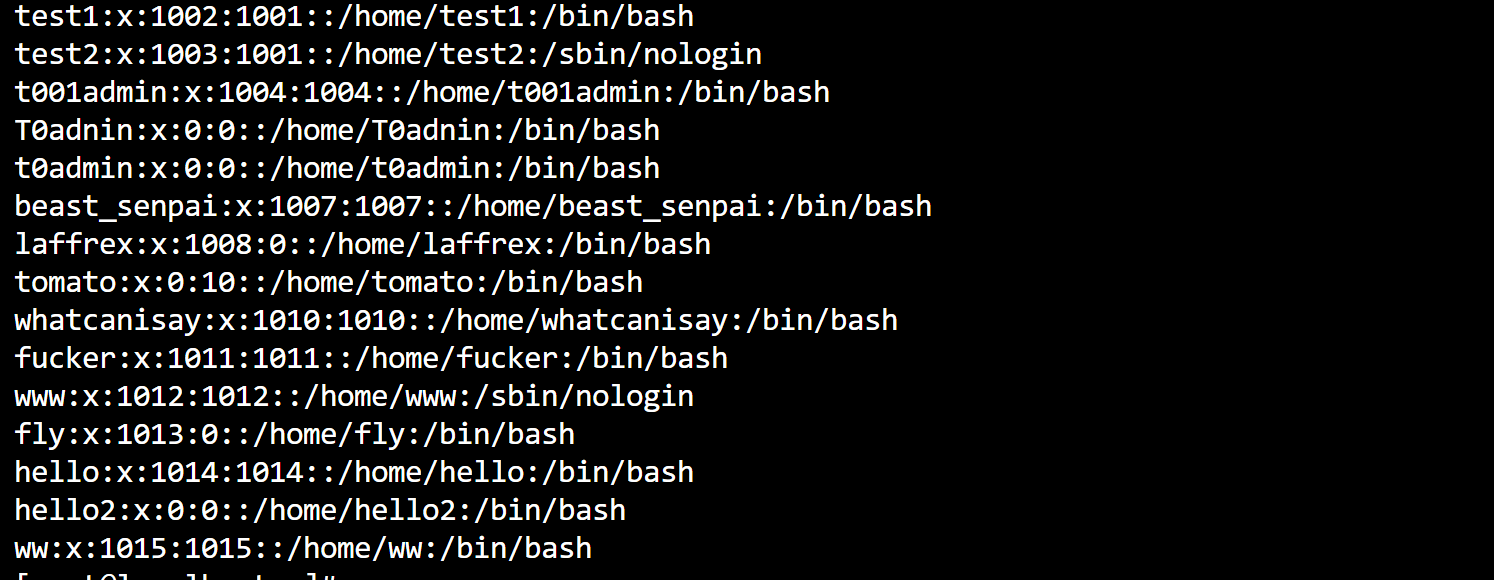 test1:x:1002:1001::/home/test1:/bin/bash
test2:x:1003:1001::/home/test2:/sbin/nologin
t001admin:x:1004:1004::/home/t001admin:/bin/bash
T0adnin:x:0:0::/home/T0adnin:/bin/bash
t0admin:x:0:0::/home/t0admin:/bin/bash
beast_senpai:x:1007:1007::/home/beast_senpai:/bin/bash
laffrex:x:1008:0::/home/laffrex:/bin/bash
tomato:x:0:10::/home/tomato:/bin/bash
whatcanisay:x:1010:1010::/home/whatcanisay:/bin/bash
fucker:x:1011:1011::/home/fucker:/bin/bash
www:x:1012:1012::/home/www:/sbin/nologin
fly:x:1013:0::/home/fly:/bin/bash
hello:x:1014:1014::/home/hello:/bin/bash
hello2:x:0:0::/home/hello2:/bin/bash
ww:x:1015:1015::/home/ww:/bin/bash